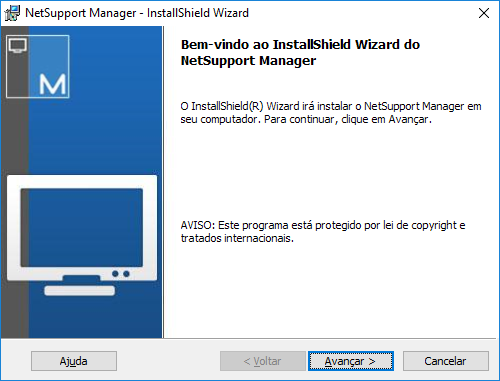 NetSupport Manager - InstallShield Wizard
M
Bem-vindo ao InstallShield Wizard do
NetSupport Manager
O InstallShield(R) Wizard irá instalar o NetSupport Manager em
seu computador. Para continuar, clique em Avançar.
AVISO: Este programa está protegido por lei de copyright e
tratados internacionais.
Ajuda
< Voltar
Avançar >
Cancelar